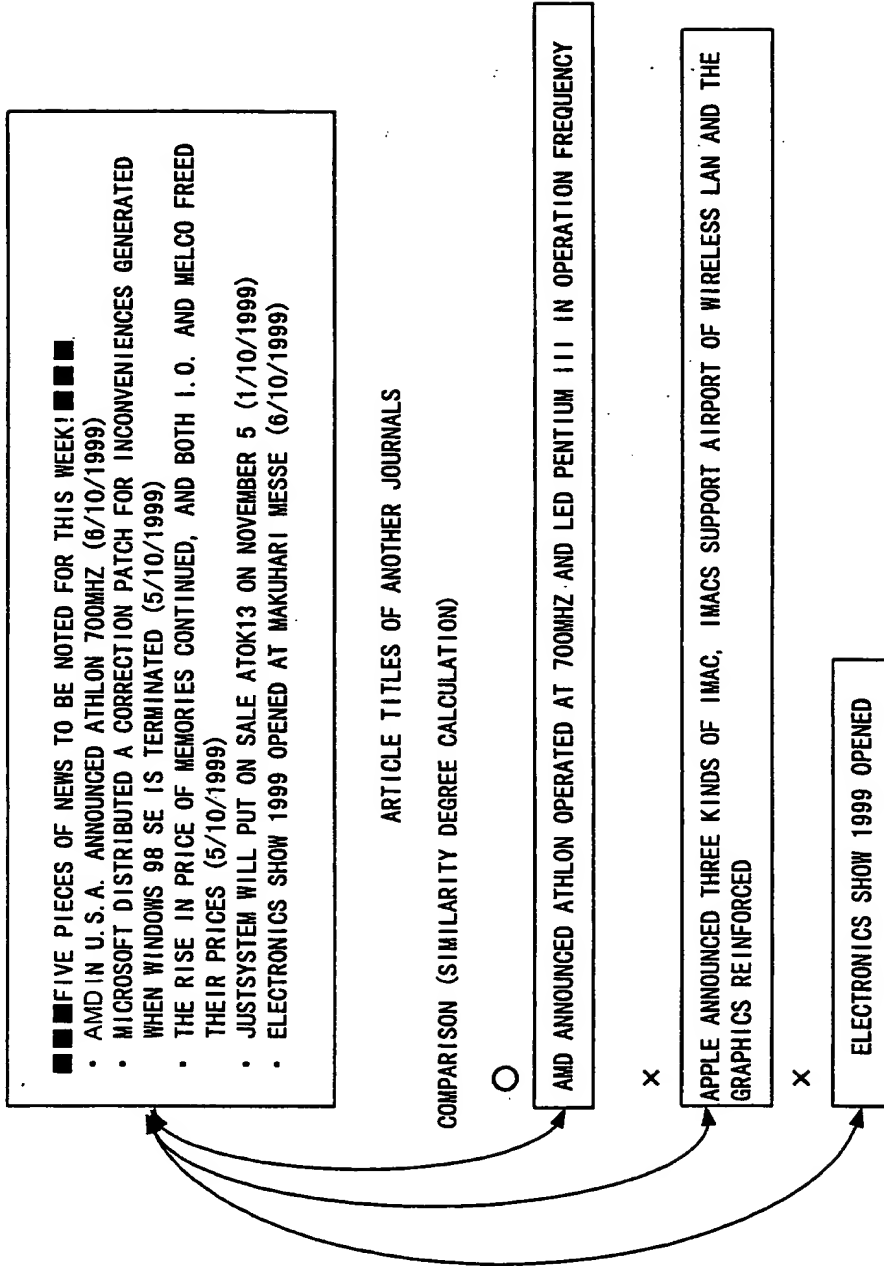 ■■■FIVE PIECES OF NEWS TO BE NOTED FOR THIS WEEK!■■■
· AMD IN U.S.A. ANNOUNCED ATHLON 700MHZ (6/10/1999)
· MICROSOFT DISTRIBUTED A CORRECTION PATCH FOR INCONVENIENCES GENERATED
WHEN WINDOWS 98 SE IS TERMINATED (5/10/1999)
· THE RISE IN PRICE OF MEMORIES CONTINUED, AND BOTH I.O. AND MELCO FREED
THEIR PRICES (5/10/1999)
· JUSTSYSTEM WILL PUT ON SALE ATOK13 ON NOVEMBER 5 (1/10/1999)
· ELECTRONICS SHOW 1999 OPENED AT MAKUHARI MESSE (6/10/1999)
ARTICLE TITLES OF ANOTHER JOURNALS
COMPARISON (SIMILARITY DEGREE CALCULATION)
○
AMD ANNOUNCED ATHLON OPERATED AT 700MHZ AND LED PENTIUM III IN OPERATION FREQUENCY
×
APPLE ANNOUNCED THREE KINDS OF IMAC, IMACS SUPPORT AIRPORT OF WIRELESS LAN AND THE
GRAPHICS REINFORCED
×
ELECTRONICS SHOW 1999 OPENED